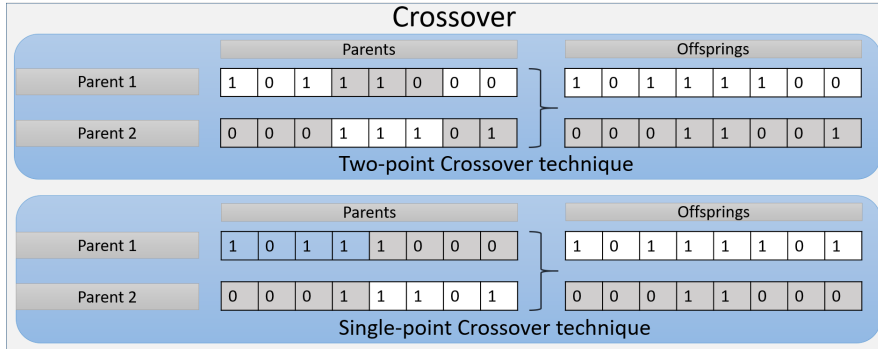 Crossover
Parents Offsprings
Parent 1 1 0 1 1 1 0 0 0 1 0 1 1 1 1 0 0
Parent 2 0 0 0 1 1 1 0 1 0 0 0 1 1 0 0 1
Two-point Crossover technique
Parents Offsprings
Parent 1 1 0 1 1 1 0 0 0 1 0 1 1 1 1 0 1
Parent 2 0 0 0 1 1 1 0 1 0 0 0 1 1 0 0 0
Single-point Crossover technique